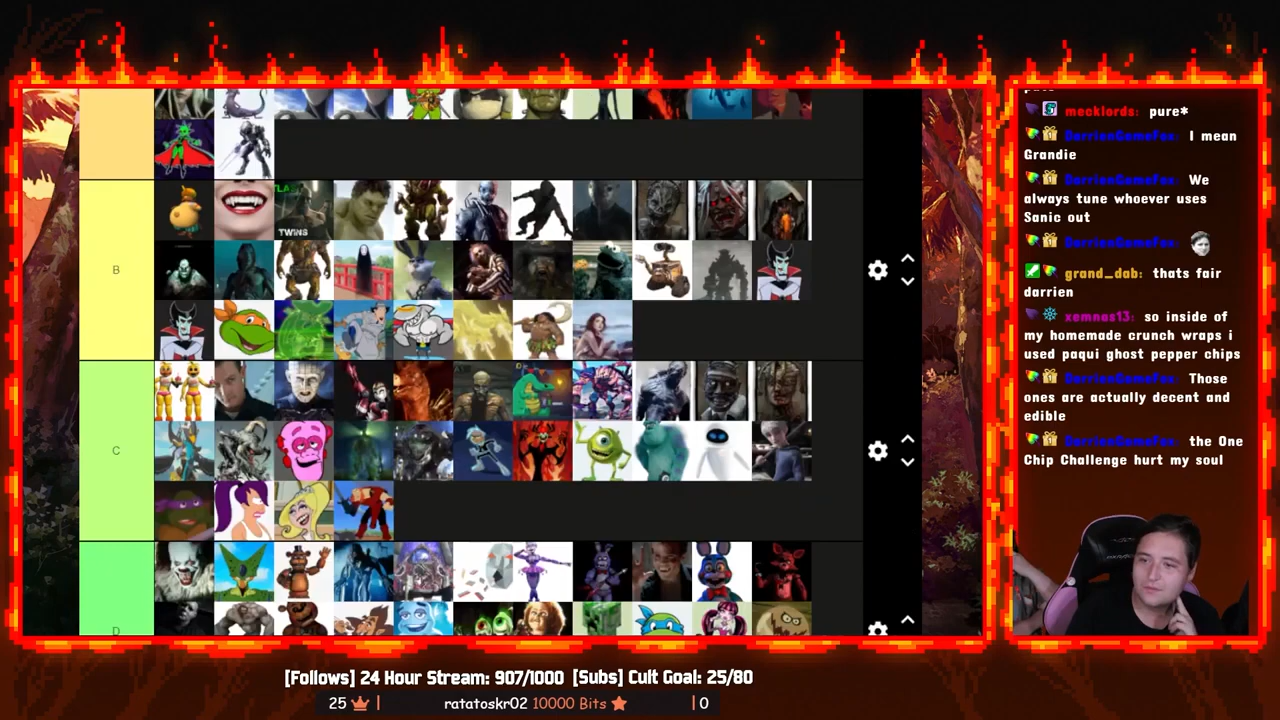 mecklords: pure*
DarrienGameFox: I mean
Grandie
DarrienGameFox: We
always tune whoever uses
Sanic out
DarrienGameFox:
grand_dab: thats fair
darrien
xemnas13: so inside of
my homemade crunch wraps i
used paqui ghost pepper chips
DarrienGameFox: Those
ones are actually decent and
edible
DarrienGameFox: the One
Chip Challenge hurt my soul
TWINS
B
C
D
[Follows] 24 Hour Stream: 907/1000 [Subs] Cult Goal: 25/80
25 ratatoskr02 10000 Bits 0